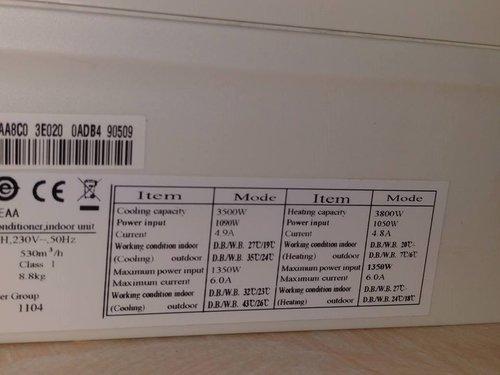 AA8C0 3E020 0ADB4 90509
CE
EAA
onditioner,indoor unit
H,230V~,50Hz
530m³/h
Class 1
8.8kg
er Group
1104
Item Mode Item Mode
Cooling capacity 3500W Heating capacity 3800W
Power input 1090W Power input 1050W
Current 4.9A Current 4.8A
Working condition indoor D.B./W.B. 27℃/19℃ Working condition indoor D.B./W.B. 20℃-
(Cooling) outdoor D.B./W.B. 35℃/24℃ (Heating) outdoor D.B./W.B. 7℃/6℃
Maximum power input 1350W Maximum power input 1350W
Maximum current 6.0A Maximum current 6.0A
Working condition indoor D.B./W.B. 32℃/23℃ Working condition indoor D.B./W.B. 27℃-
(Cooling) outdoor D.B./W.B. 43℃/26℃ (Heating) outdoor D.B./W.B. 24℃/18℃